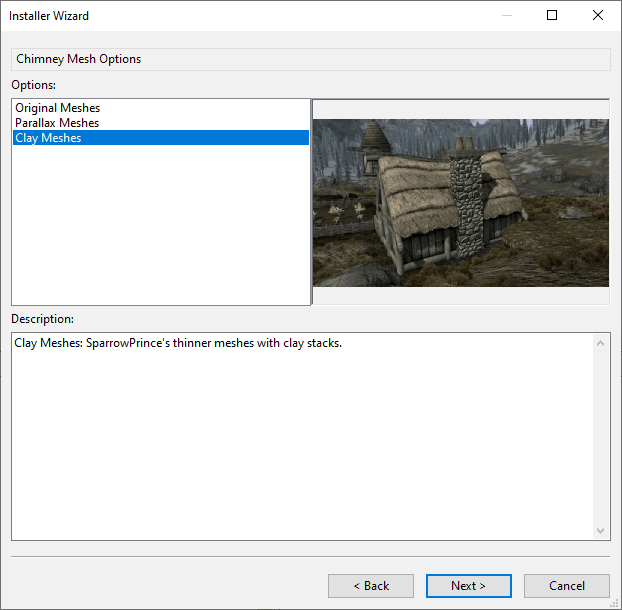 Installer Wizard
Chimney Mesh Options
Options:
Original Meshes
Parallax Meshes
Clay Meshes
Description:
Clay Meshes: SparrowPrince's thinner meshes with clay stacks.
< Back
Next >
Cancel